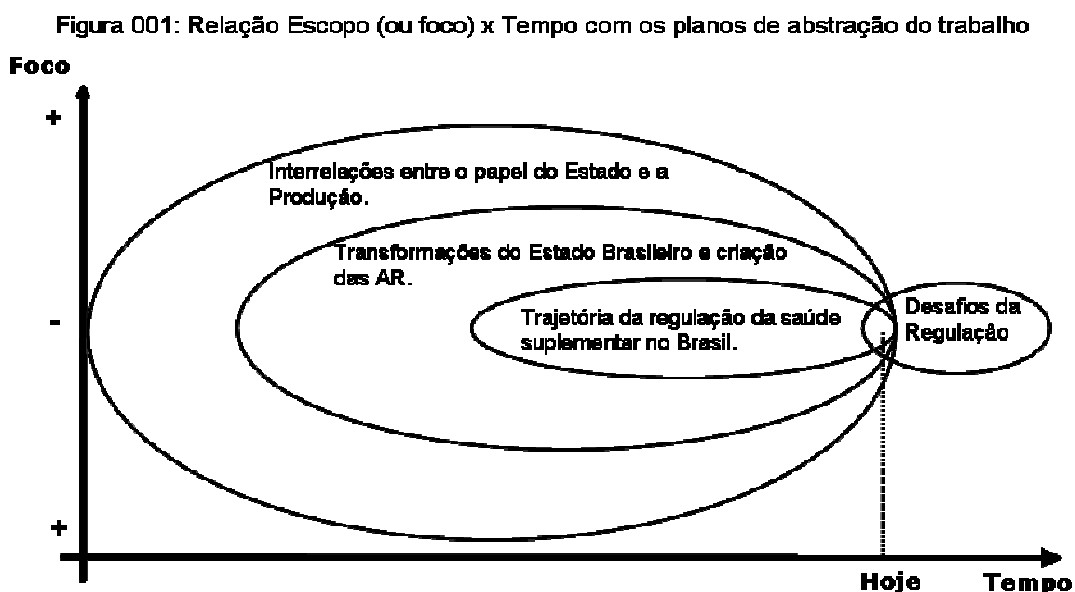 Figura 001: Relação Escopo (ou foco) x Tempo com os planos de abstração do trabalho
Foco
+
Interrelações entre o papel do Estado e a
Produção.
Transformações do Estado Brasileiro e criação
das AR.
-
Trajetória da regulação da saúde
suplementar no Brasil.
Desafios da
Regulação
+
Hoje
Tempo